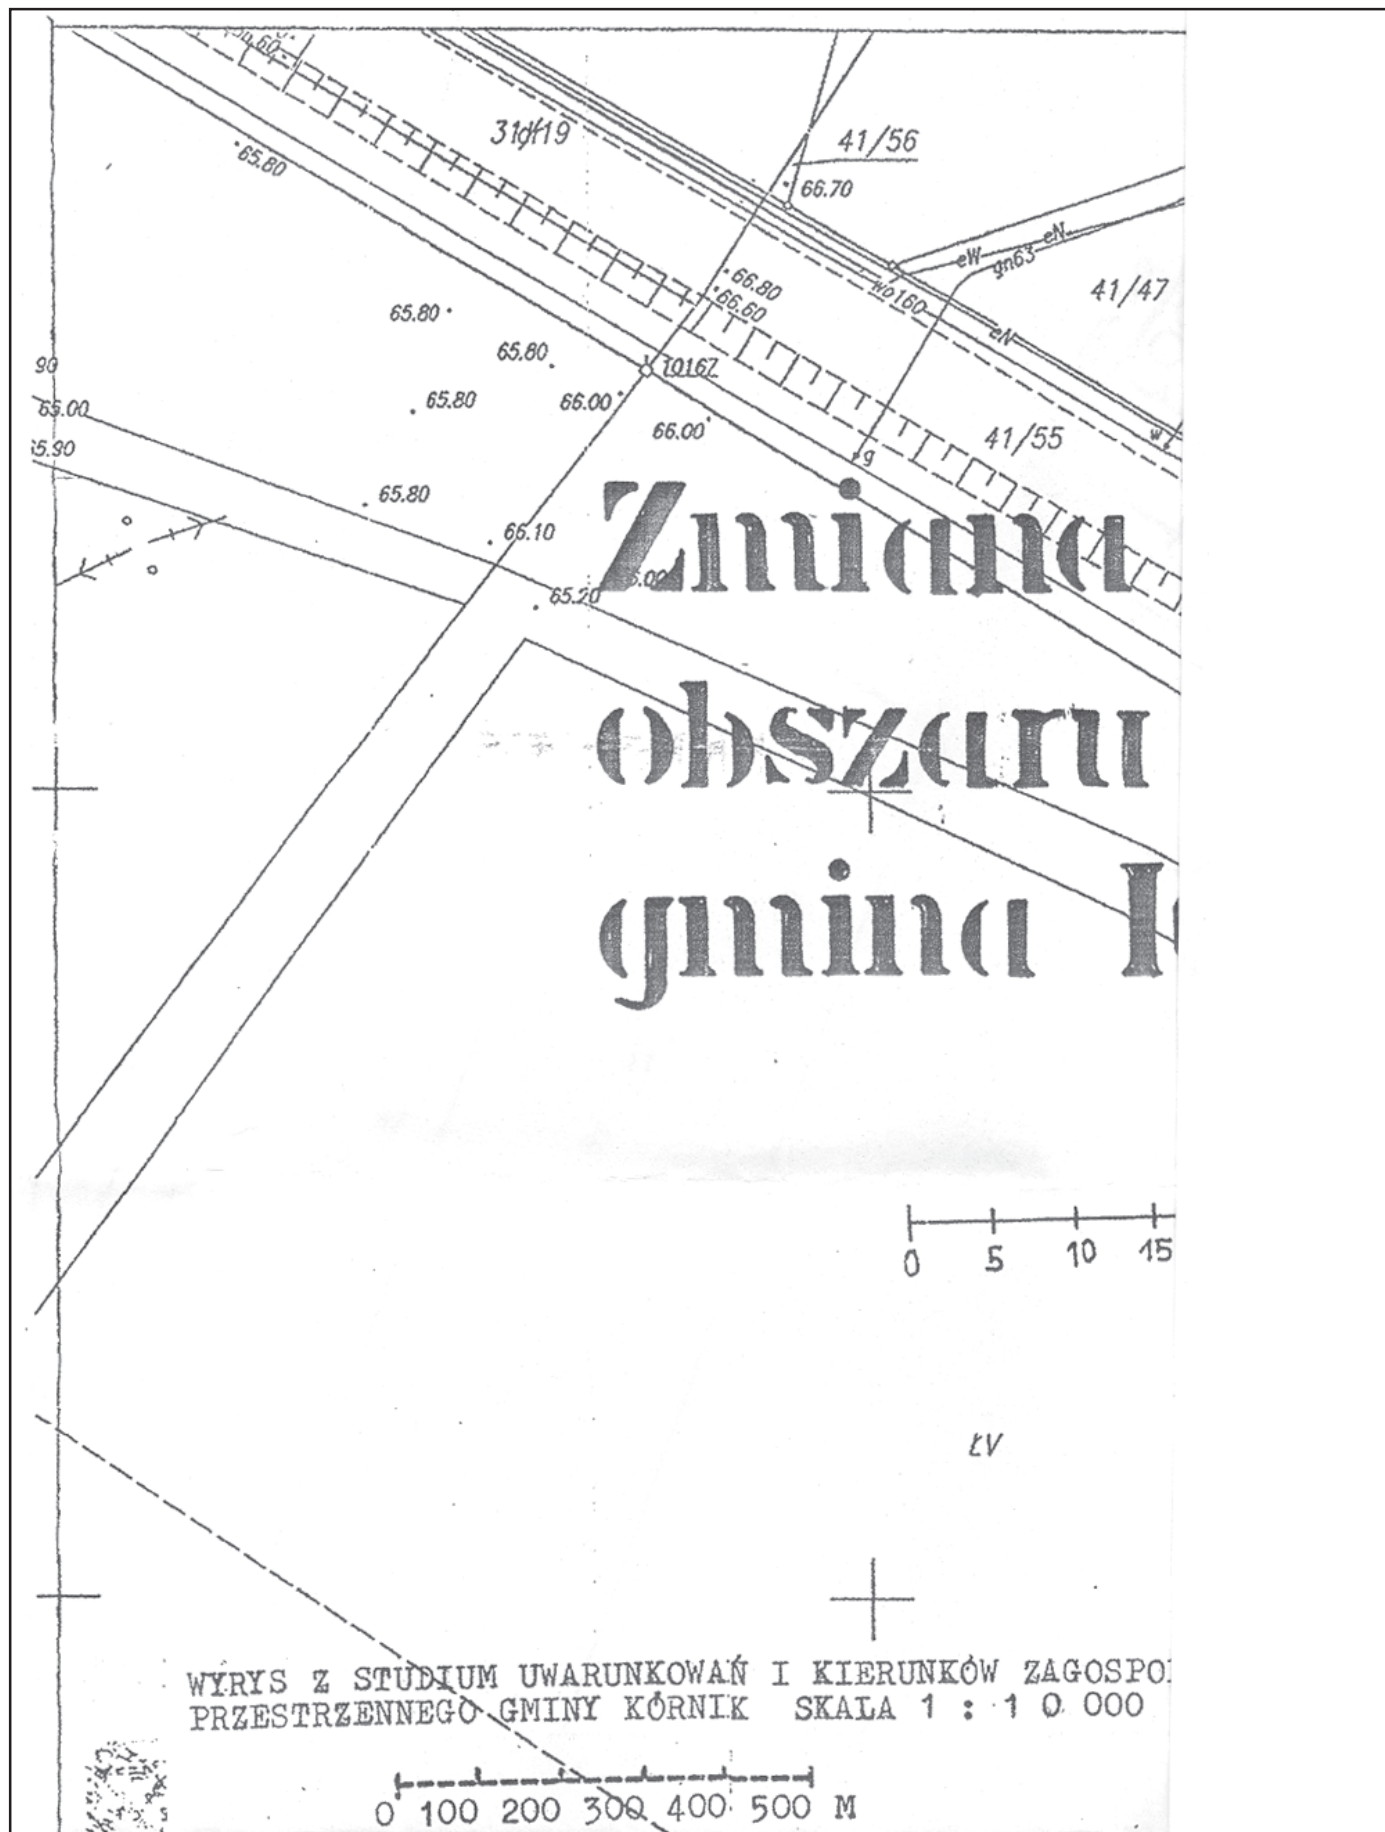 31dr19
41/56
65.80
66.70
eW eN
gn63
41/47
66.80
66.60
wo160
eN
65.80
65.80
10167
90
65.80
66.00
66.00
65.00
41/55
w
g
65.80
66.10
65.20
Zmiana
obszaru
gmina
0 5 10 15
ŁV
WYRYS Z STUDIUM UWARUNKOWAŃ I KIERUNKÓW ZAGOSPO
PRZESTRZENNEGO GMINY KÓRNIK SKALA 1 : 10 000
0 100 200 300 400 500 M